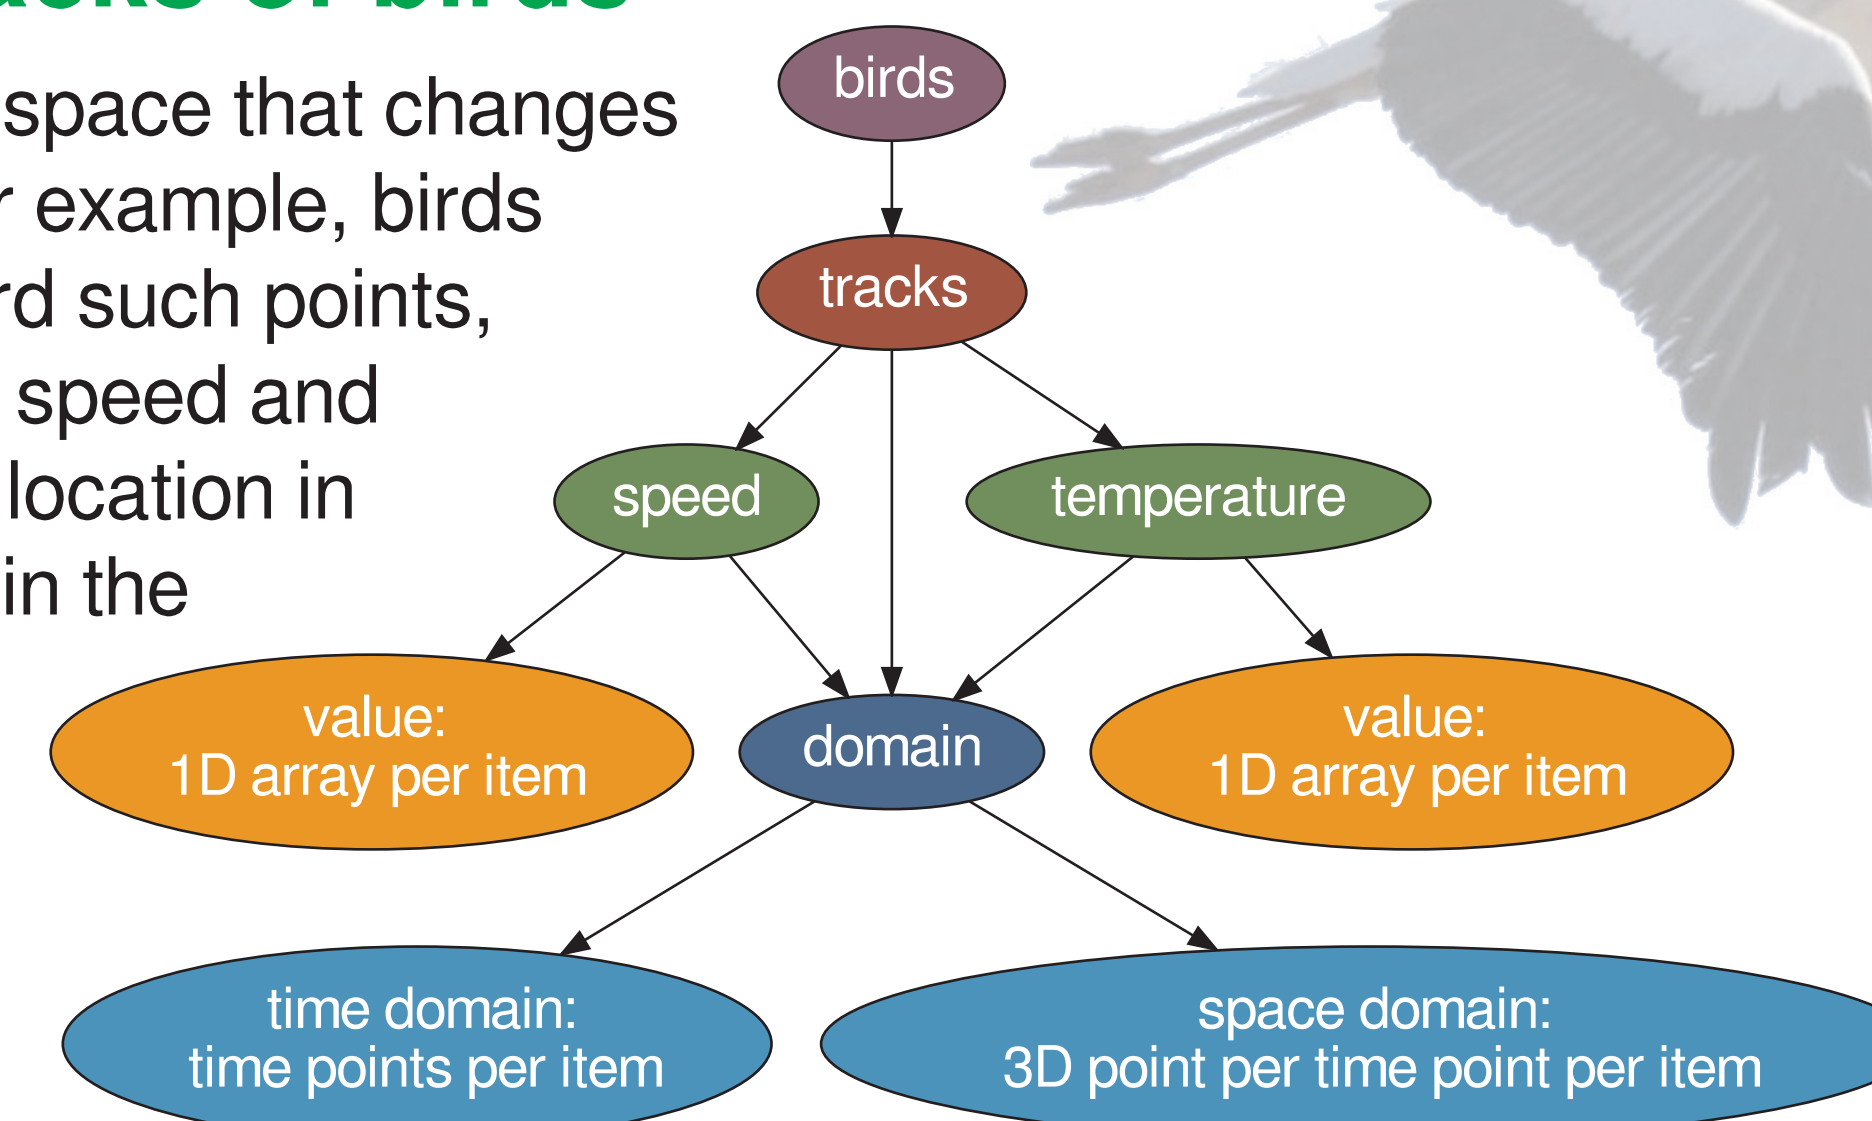 of birds
space that changes
example, birds
such points,
speed and
location in
in the
birds
tracks
speed
temperature
value:
1D array per item
domain
value:
1D array per item
time domain:
time points per item
space domain:
3D point per time point per item